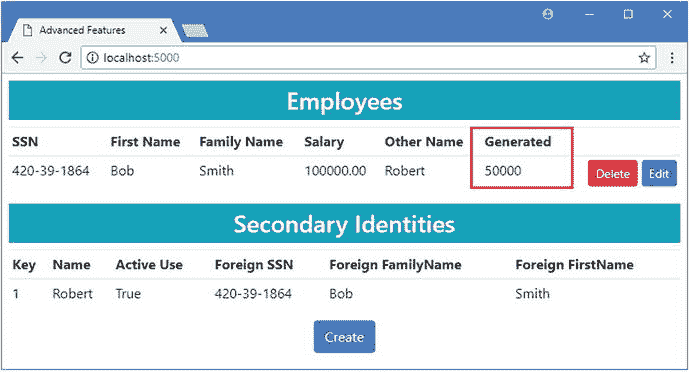 Advanced Features
localhost:5000
Employees
SSN First Name Family Name Salary Other Name Generated
420-39-1864 Bob Smith 100000.00 Robert 50000 Delete Edit
Secondary Identities
Key Name Active Use Foreign SSN Foreign FamilyName Foreign FirstName
1 Robert True 420-39-1864 Bob Smith
Create